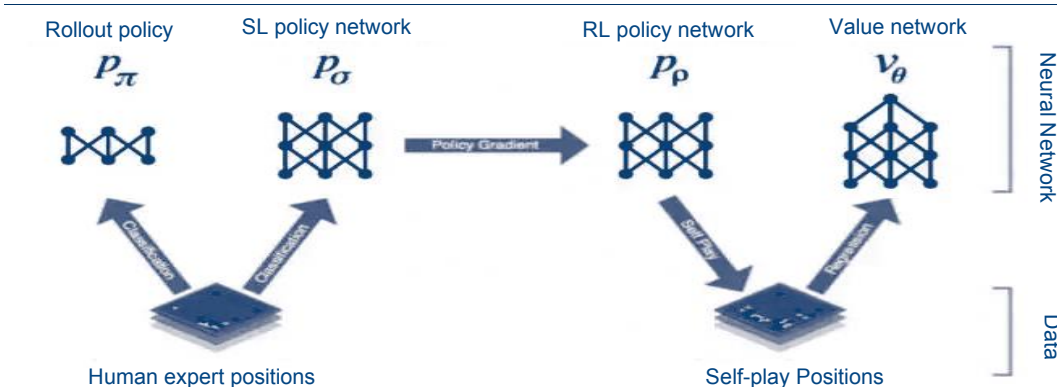 Rollout policy
SL policy network
RL policy network
Value network
pπ
pσ
pρ
vθ
Neural Network
Policy Gradient
Classification
Classification
Self Play
Regression
Data
Human expert positions
Self-play Positions